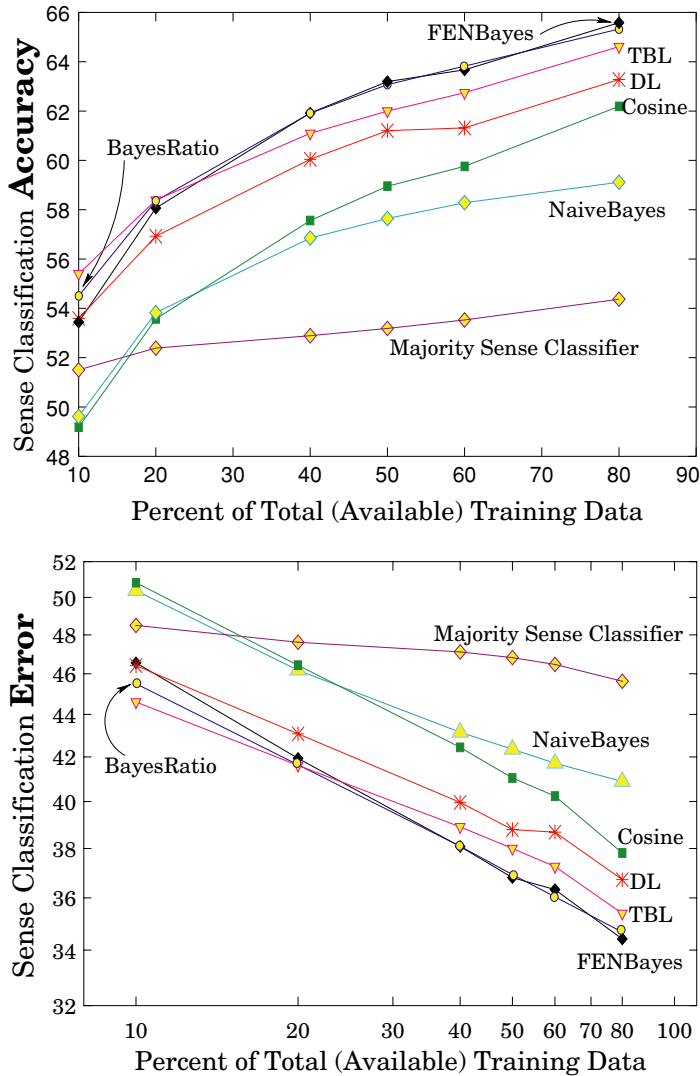 66
64
62
60
58
56
54
52
50
48
10
20
30
40
50
60
70
80
90
Sense Classification Accuracy
Percent of Total (Available) Training Data
FENBayes
TBL
DL
Cosine
BayesRatio
NaiveBayes
Majority Sense Classifier
52
50
48
46
44
42
40
38
36
34
32
10
20
30
40
50
60
70
80
100
Sense Classification Error
Percent of Total (Available) Training Data
Majority Sense Classifier
NaiveBayes
BayesRatio
Cosine
DL
TBL
FENBayes